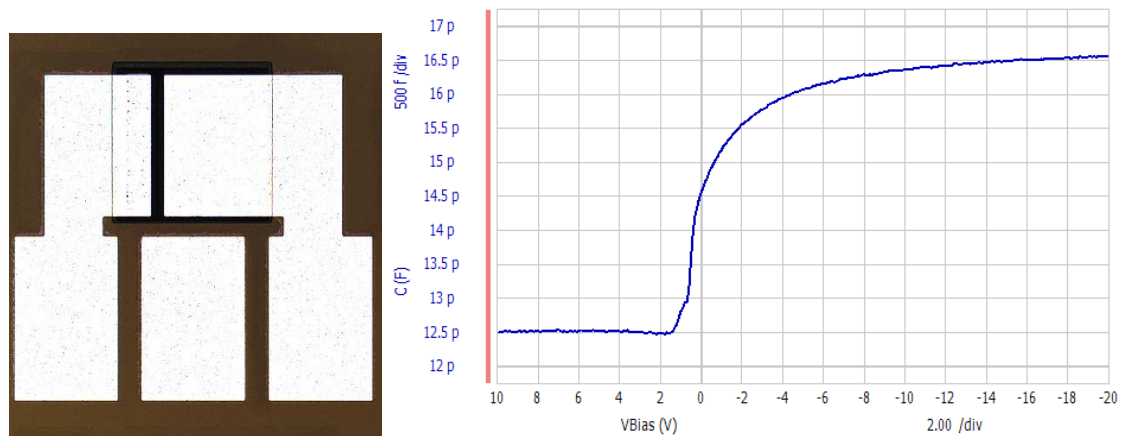 17 p
16.5 p
16 p
15.5 p
15 p
14.5 p
14 p
13.5 p
13 p
12.5 p
12 p
500 f /div
C (F)
10 8 6 4 2 0 -2 -4 -6 -8 -10 -12 -14 -16 -18 -20
VBias (V) 2.00 /div